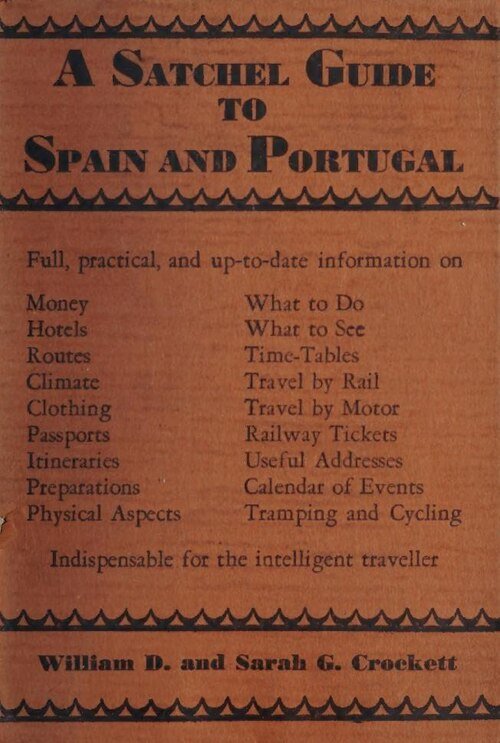 A Satchel Guide
to
Spain and Portugal
Full, practical, and up-to-date information on
Money
Hotels
Routes
Climate
Clothing
Passports
Itineraries
Preparations
Physical Aspects
What to Do
What to See
Time-Tables
Travel by Rail
Travel by Motor
Railway Tickets
Useful Addresses
Calendar of Events
Tramping and Cycling
Indispensable for the intelligent traveller
William D. and Sarah G. Crockett